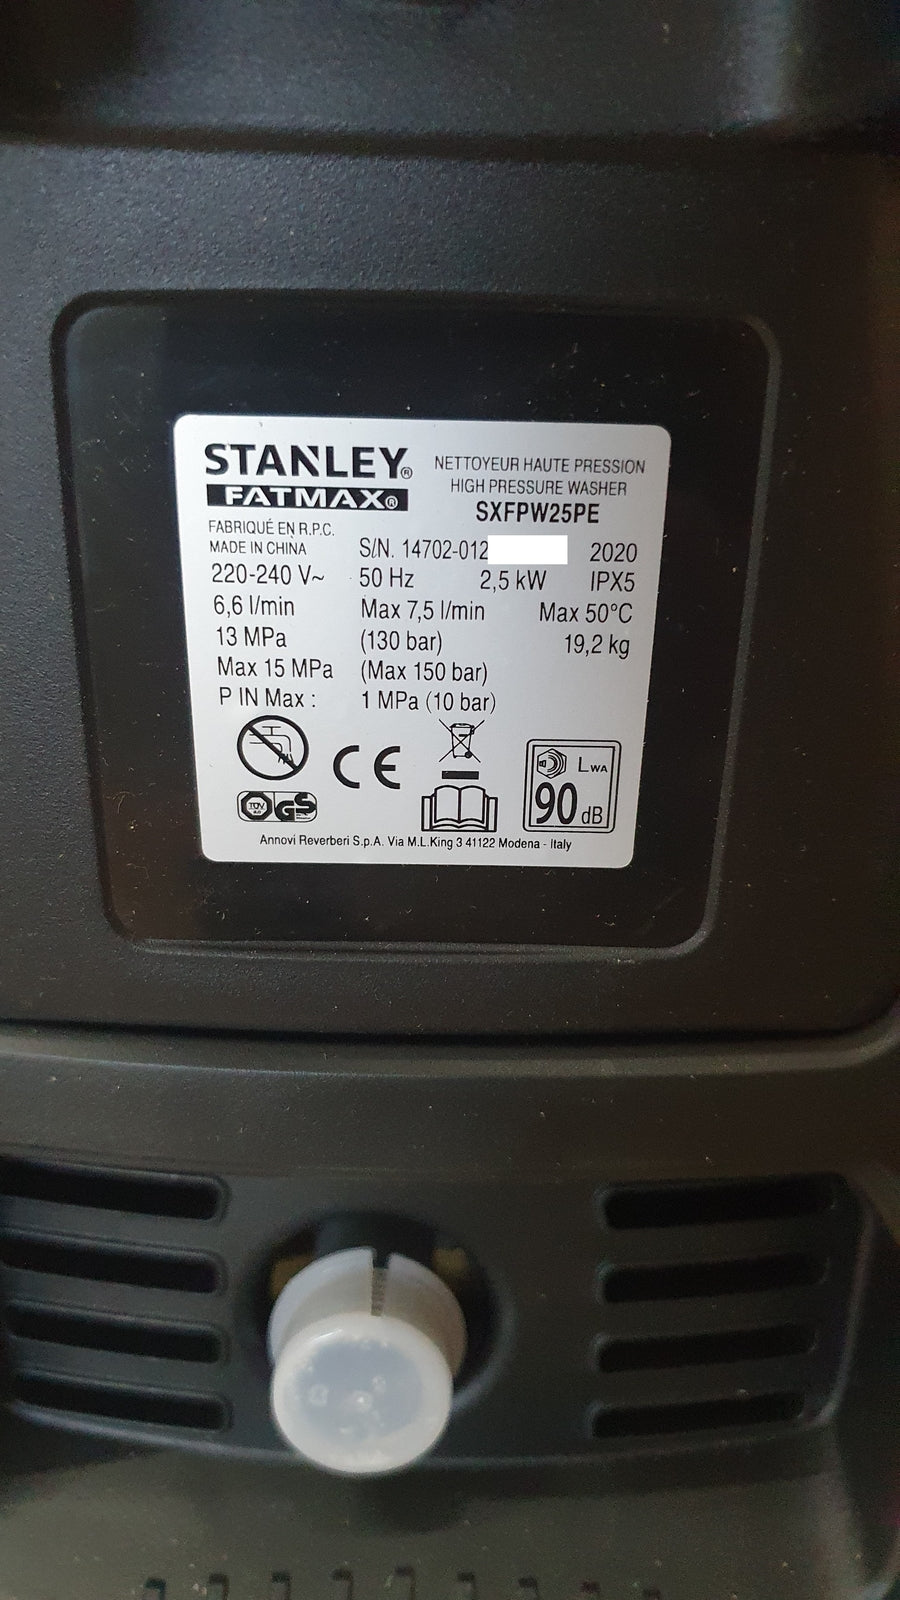 STANLEY®
FATMAX®
NETTOYEUR HAUTE PRESSION
HIGH PRESSURE WASHER
SXFPW25PE
FABRIQUÉ EN R.P.C.
MADE IN CHINA
S/N. 14702-012 2020
220-240 V~ 50 Hz 2,5 kW IPX5
6,6 l/min Max 7,5 l/min Max 50°C
13 MPa (130 bar) 19,2 kg
Max 15 MPa (Max 150 bar)
P IN Max : 1 MPa (10 bar)
CE
TÜV GS
LWA
90 dB
Annovi Reverberi S.p.A. Via M.L.King 3 41122 Modena - Italy